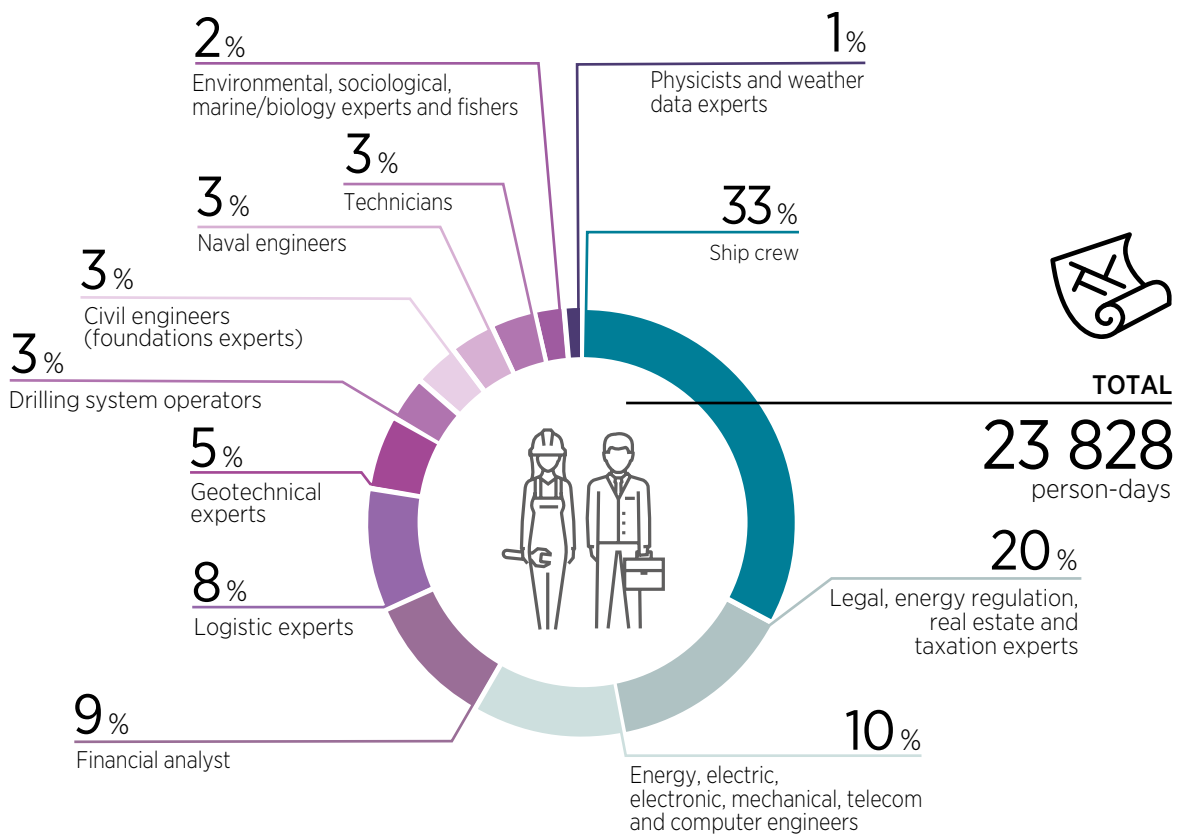 2 %
Environmental, sociological,
marine/biology experts and fishers
1 %
Physicists and weather
data experts
3 %
Technicians
3 %
Naval engineers
33 %
Ship crew
3 %
Civil engineers
(foundations experts)
3 %
Drilling system operators
TOTAL
23 828
person-days
5 %
Geotechnical
experts
20 %
Legal, energy regulation,
real estate and
taxation experts
8 %
Logistic experts
9 %
Financial analyst
10 %
Energy, electric,
electronic, mechanical, telecom
and computer engineers